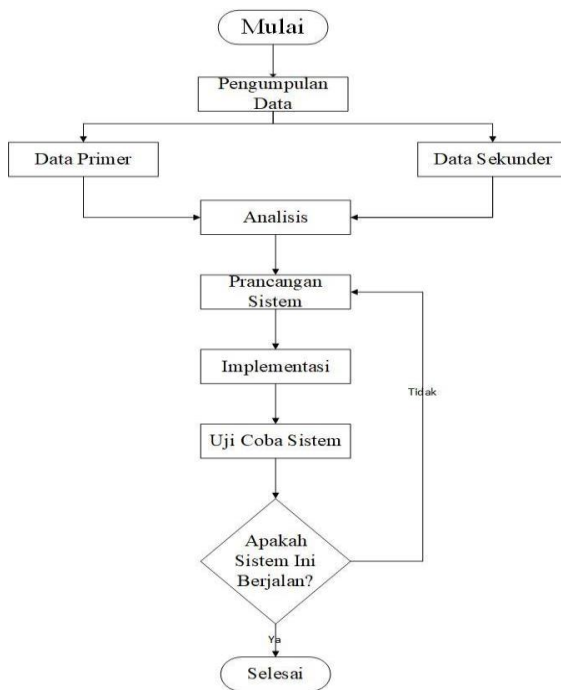 Mulai
Pengumpulan
Data
Data Primer
Data Sekunder
Analisis
Prancangan
Sistem
Implementasi
Tidak
Uji Coba Sistem
Apakah
Sistem Ini
Berjalan?
Ya
Selesai